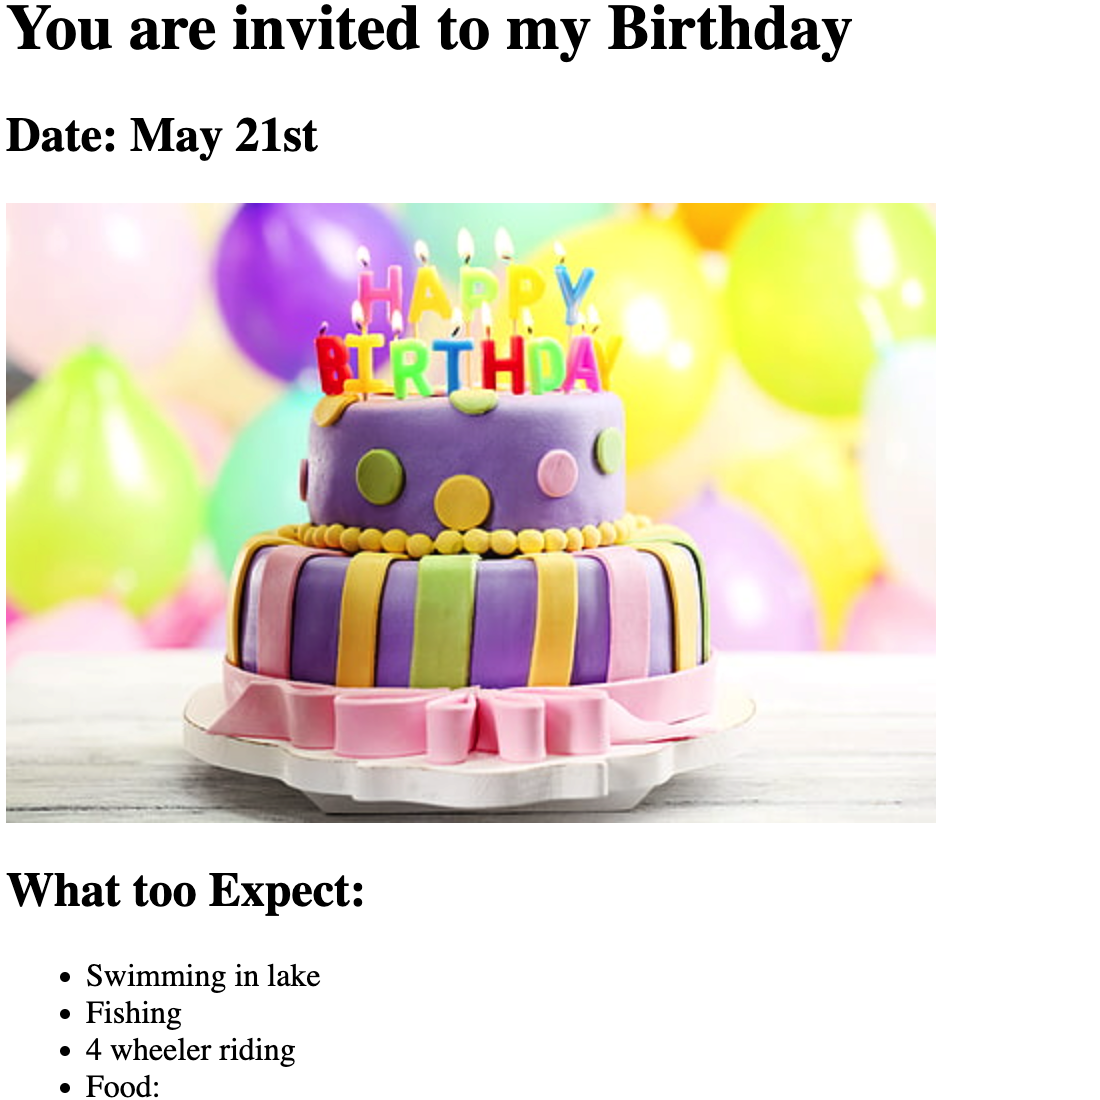 You are invited to my Birthday
Date: May 21st
HAPPY
BIRTHDAY
What too Expect:
Swimming in lake
Fishing
4 wheeler riding
Food: